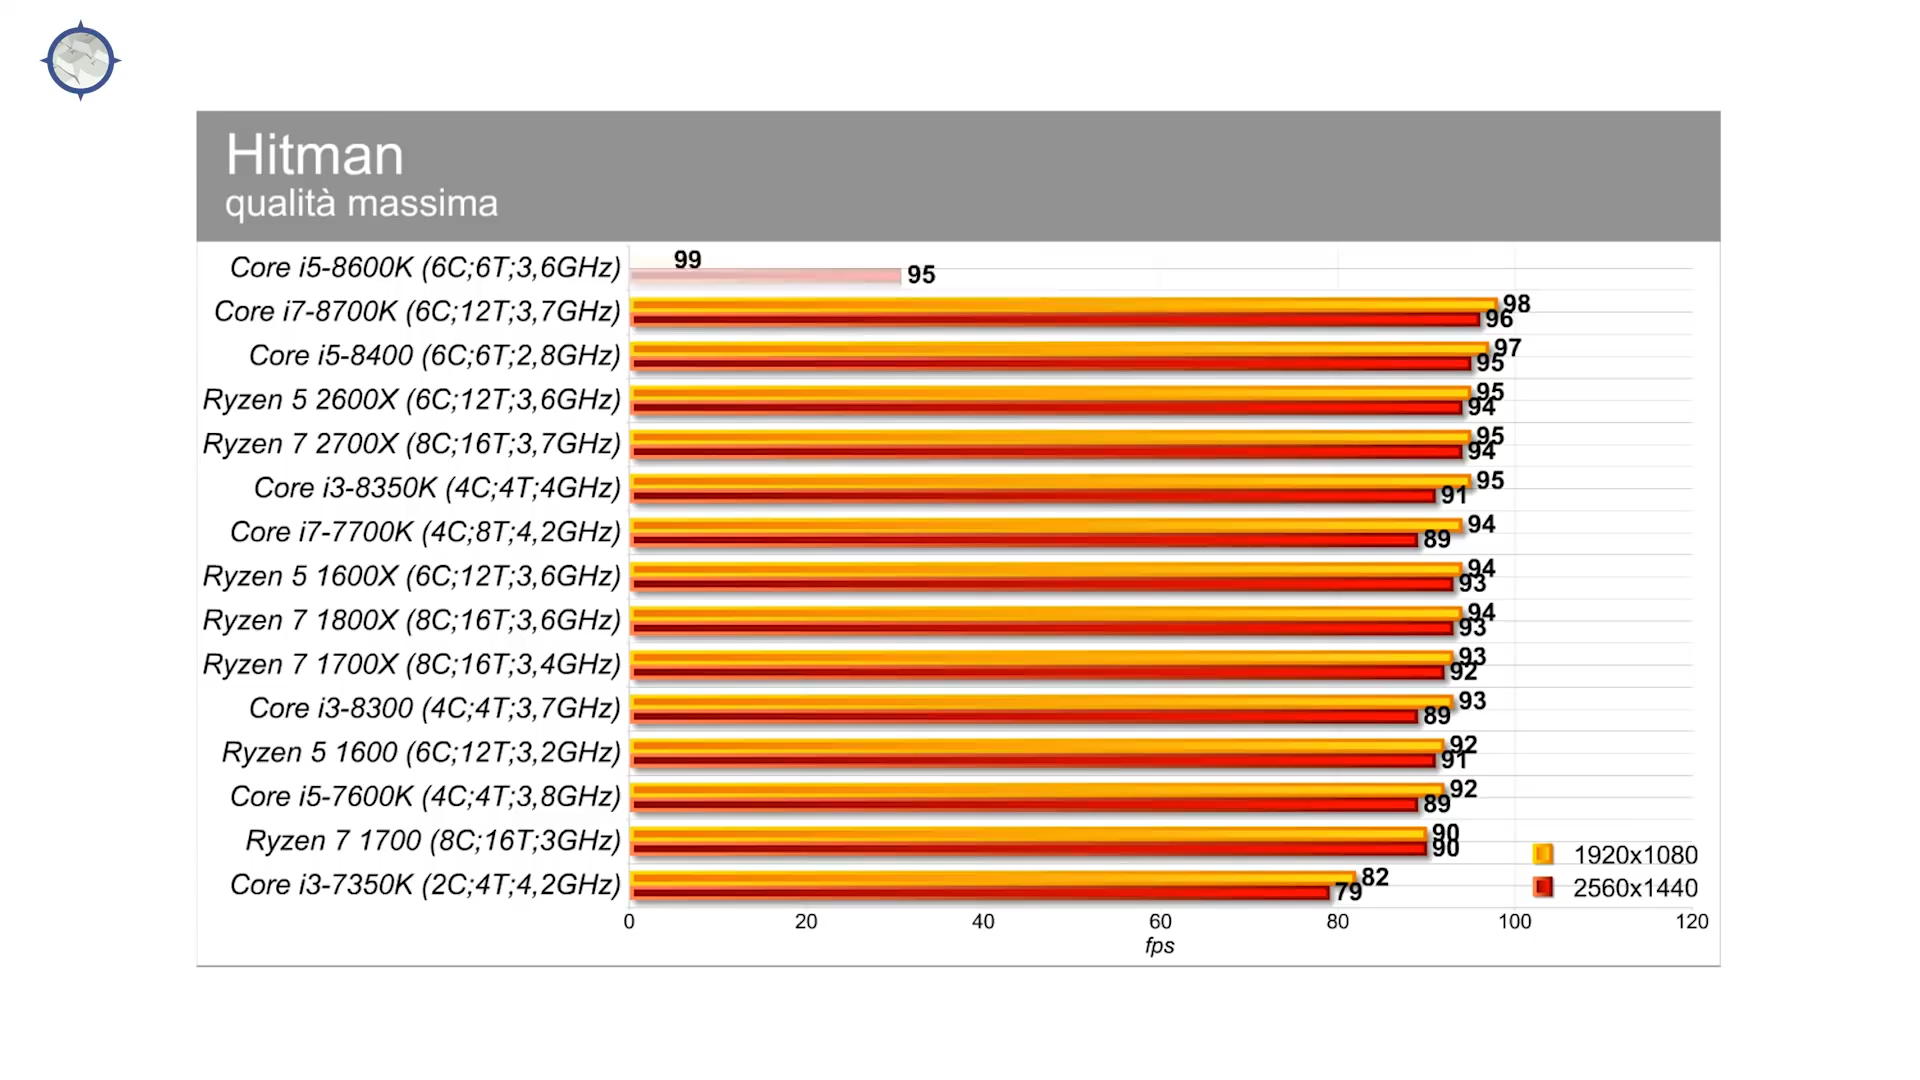 Hitman
qualità massima
Core i5-8600K (6C;6T;3,6GHz) 99 95
Core i7-8700K (6C;12T;3,7GHz) 98 96
Core i5-8400 (6C;6T;2,8GHz) 97 95
Ryzen 5 2600X (6C;12T;3,6GHz) 95 94
Ryzen 7 2700X (8C;16T;3,7GHz) 95 94
Core i3-8350K (4C;4T;4GHz) 95 91
Core i7-7700K (4C;8T;4,2GHz) 94 89
Ryzen 5 1600X (6C;12T;3,6GHz) 94 93
Ryzen 7 1800X (8C;16T;3,6GHz) 94 93
Ryzen 7 1700X (8C;16T;3,4GHz) 93 92
Core i3-8300 (4C;4T;3,7GHz) 93 89
Ryzen 5 1600 (6C;12T;3,2GHz) 92 91
Core i5-7600K (4C;4T;3,8GHz) 92 89
Ryzen 7 1700 (8C;16T;3GHz) 90 90
Core i3-7350K (2C;4T;4,2GHz) 82 79
1920x1080
2560x1440
0 20 40 60 80 100 120
fps